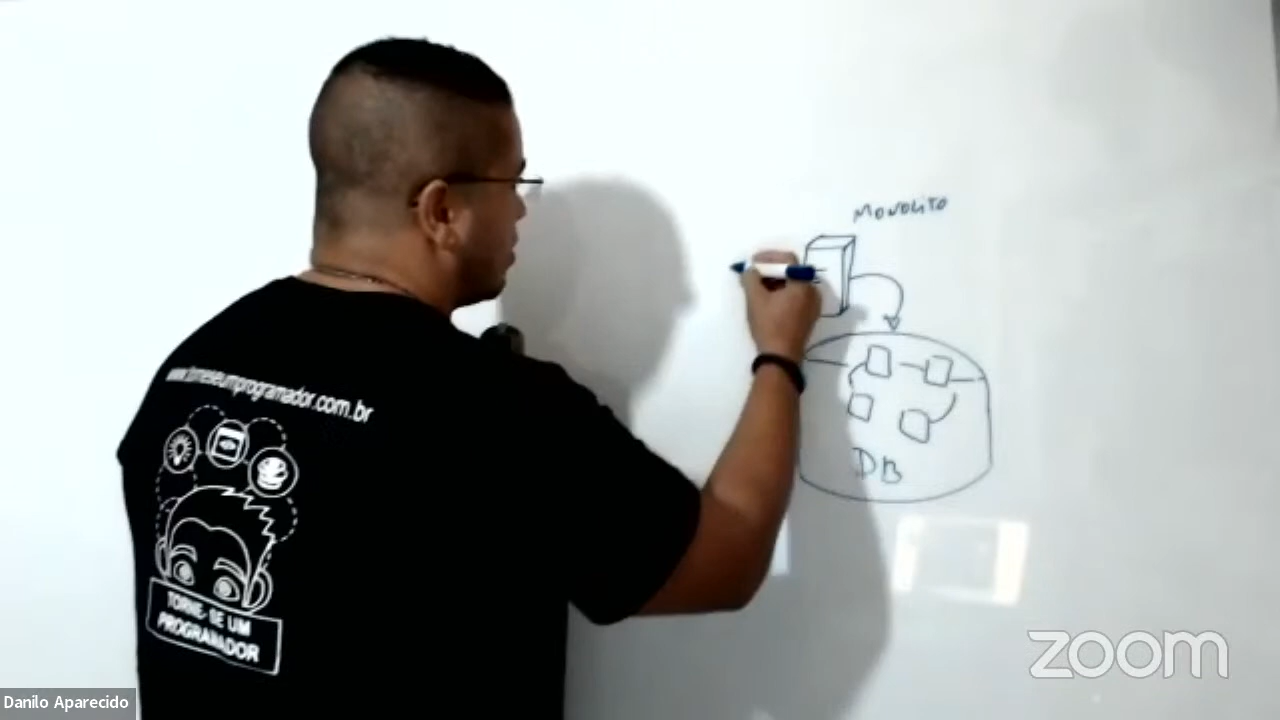 MONOLITO
DB
www.torneseumprogramador.com.br
TORNE-SE UM
PROGRAMADOR
Danilo Aparecido
zoom